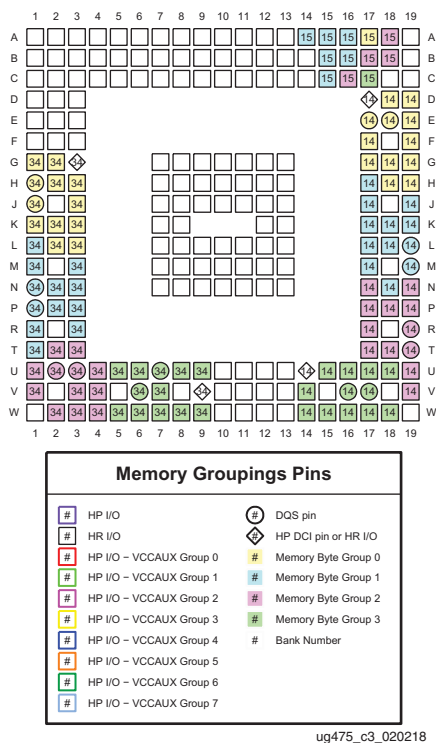 1 2 3 4 5 6 7 8 9 10 11 12 13 14 15 16 17 18 19
A 15 15 15 15 15 A
B 15 15 15 15 B
C 15 15 15 C
D 14 14 14 D
E 14 14 14 E
F 14 14 F
G 34 34 34 14 14 14 G
H 34 34 34 14 14 14 H
J 34 34 14 14 J
K 34 34 34 14 14 14 K
L 34 34 34 14 14 14 L
M 34 34 14 14 M
N 34 34 34 14 14 14 N
P 34 34 34 14 14 14 P
R 34 34 14 14 R
T 34 34 34 14 14 14 T
U 34 34 34 34 34 34 34 34 34 14 14 14 14 14 14 U
V 34 34 34 34 34 34 14 14 14 14 V
W 34 34 34 34 34 34 34 34 14 14 14 14 14 W
1 2 3 4 5 6 7 8 9 10 11 12 13 14 15 16 17 18 19
Memory Groupings Pins
# HP I/O
# HR I/O
# HP I/O – VCCAUX Group 0
# HP I/O – VCCAUX Group 1
# HP I/O – VCCAUX Group 2
# HP I/O – VCCAUX Group 3
# HP I/O – VCCAUX Group 4
# HP I/O – VCCAUX Group 5
# HP I/O – VCCAUX Group 6
# HP I/O – VCCAUX Group 7
# DQS pin
# HP DCI pin or HR I/O
# Memory Byte Group 0
# Memory Byte Group 1
# Memory Byte Group 2
# Memory Byte Group 3
# Bank Number
ug475_c3_020218